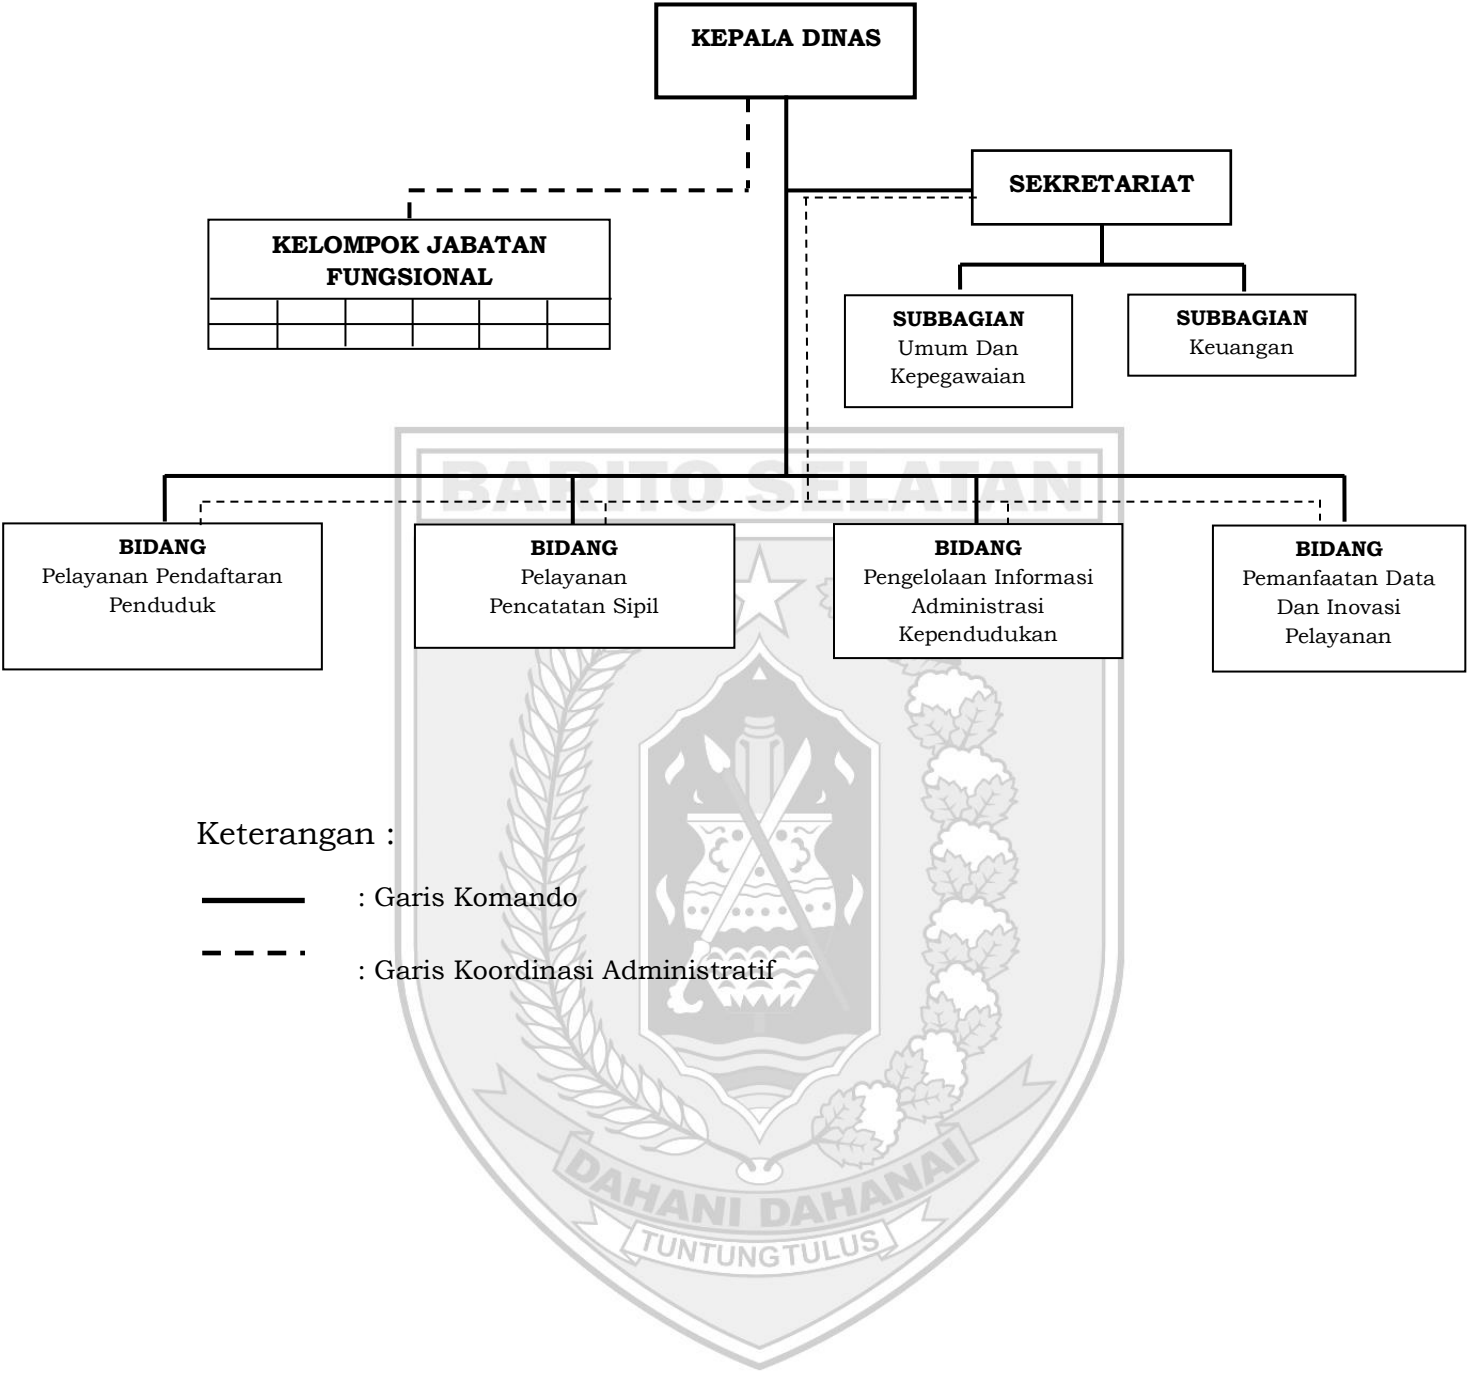 KEPALA DINAS
SEKRETARIAT
KELOMPOK JABATAN
FUNGSIONAL
SUBBAGIAN
Umum Dan
Kepegawaian
SUBBAGIAN
Keuangan
BARITO SELATAN
BIDANG
Pelayanan Pendaftaran
Penduduk
BIDANG
Pelayanan
Pencatatan Sipil
BIDANG
Pengelolaan Informasi
Administrasi
Kependudukan
BIDANG
Pemanfaatan Data
Dan Inovasi
Pelayanan
Keterangan :
: Garis Komando
: Garis Koordinasi Administratif
DAHANI DAHANAI
TUNTUNG TULUS